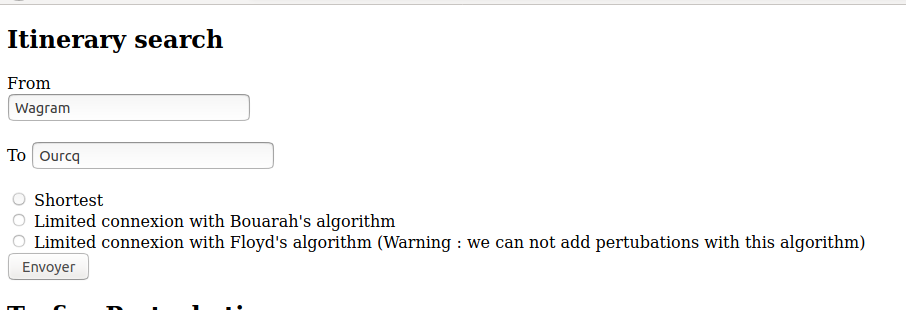 Itinerary search
From
Wagram
To Ourcq
Shortest
Limited connexion with Bouarah's algorithm
Limited connexion with Floyd's algorithm (Warning : we can not add pertubations with this algorithm)
Envoyer